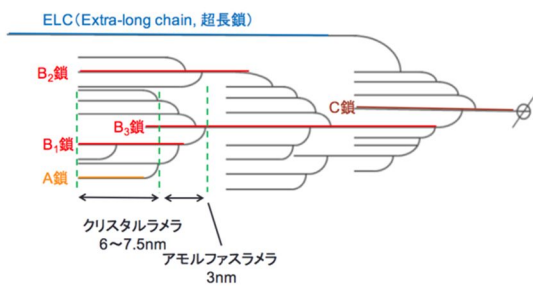 ELC(Extra-long chain, 超長鎖)
B2鎖
C鎖
B3鎖
B1鎖
A鎖
クリスタルラメラ
6〜7.5nm
アモルファスラメラ
3nm